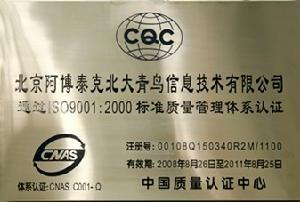 CQC
北京阿博泰克北大青鸟信息技术有限公司
通过ISO9001:2000标准质量管理体系认证
注册号: 00108Q150340R2M/1100
有效期: 2008年8月26日至2011年8月25日
CNAS
体系认证:CNAS C001-Q
中国质量认证中心